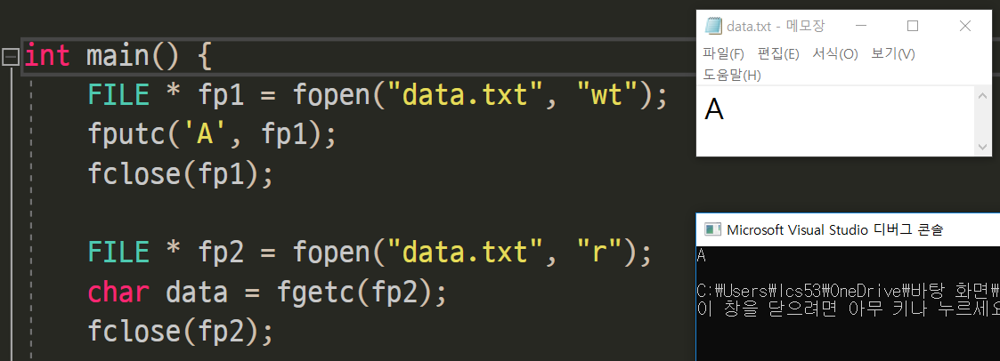 int main() {
FILE * fp1 = fopen("data.txt", "wt");
fputc('A', fp1);
fclose(fp1);
FILE * fp2 = fopen("data.txt", "r");
char data = fgetc(fp2);
fclose(fp2);
data.txt - 메모장
파일(F) 편집(E) 서식(O) 보기(V)
도움말(H)
A
Microsoft Visual Studio 디버그 콘솔
A
C:₩Users₩lcs53₩OneDrive₩바탕 화면₩
이 창을 닫으려면 아무 키나 누르세요